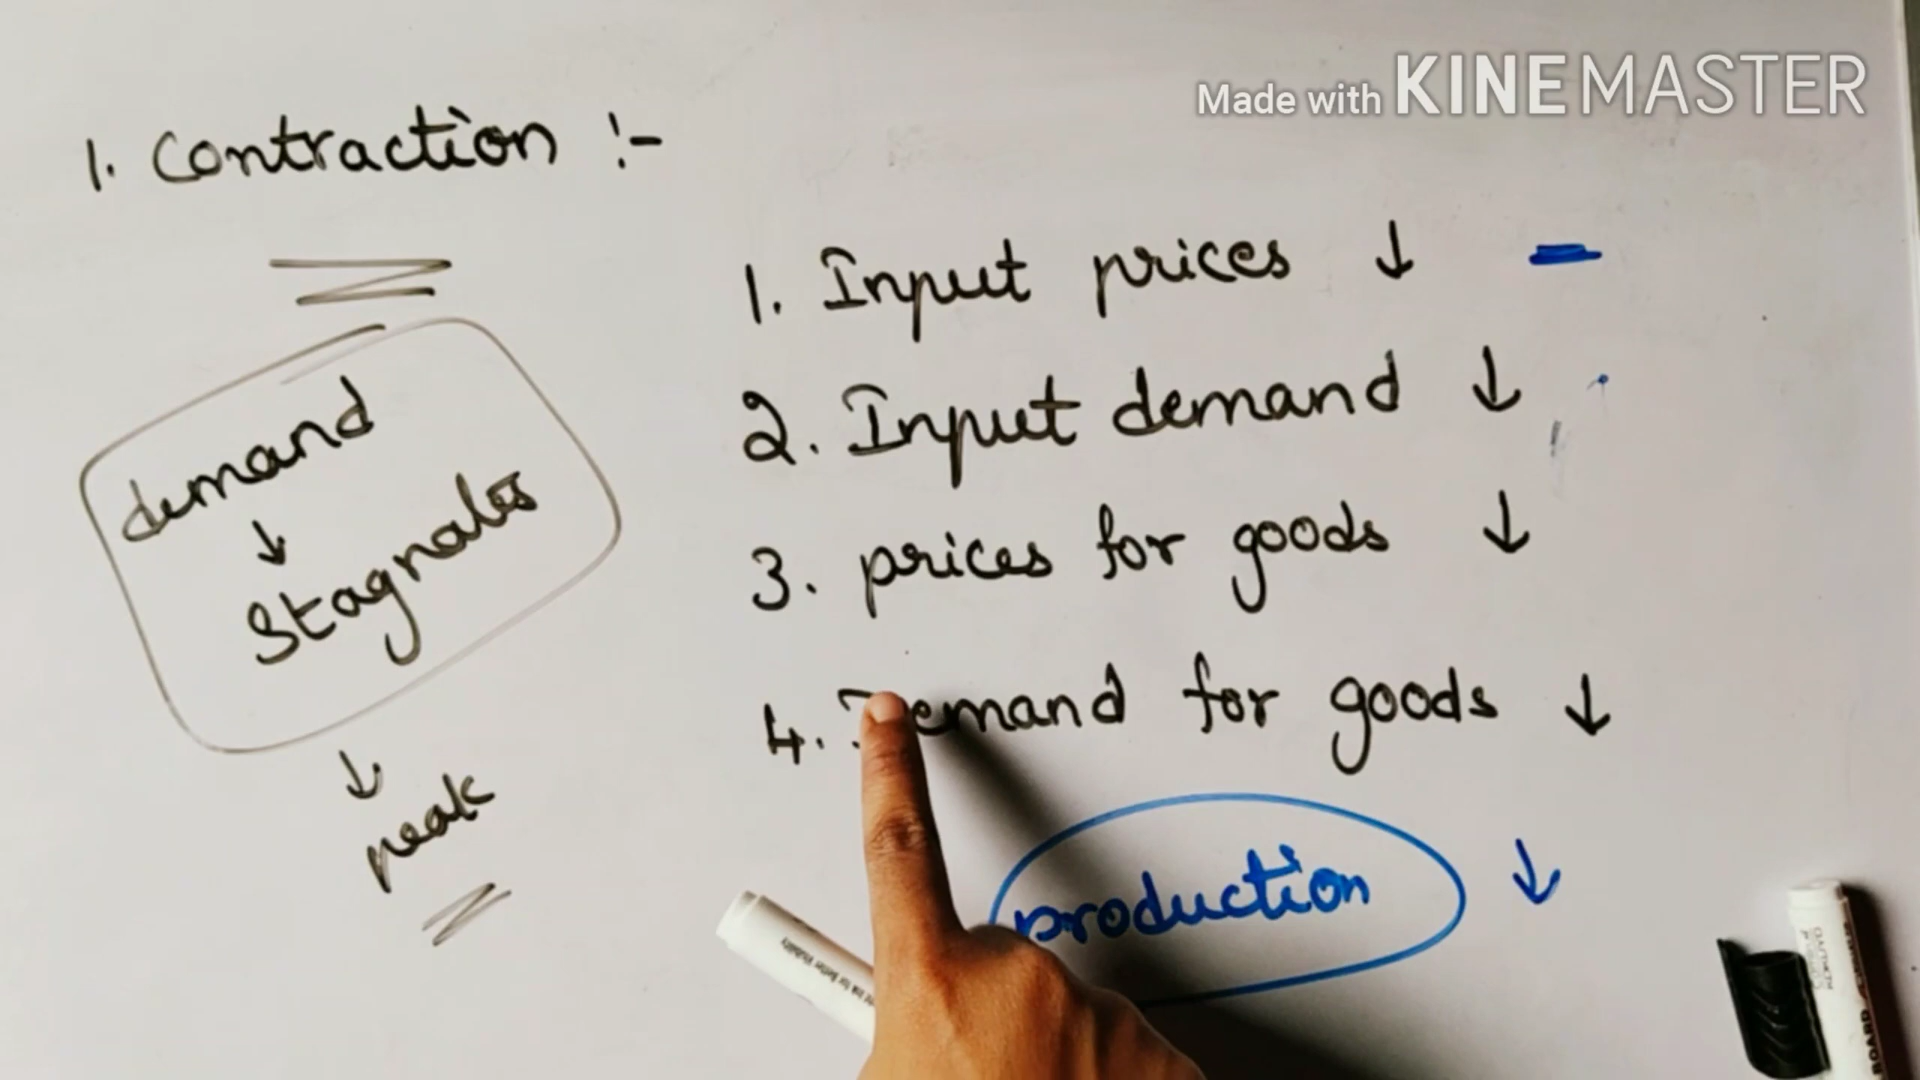 Made with KINEMASTER
1. Contraction :-
demand
↓
Stagnates
↓
peak
1. Input prices ↓
2. Input demand ↓
3. prices for goods ↓
4. Demand for goods ↓
production ↓